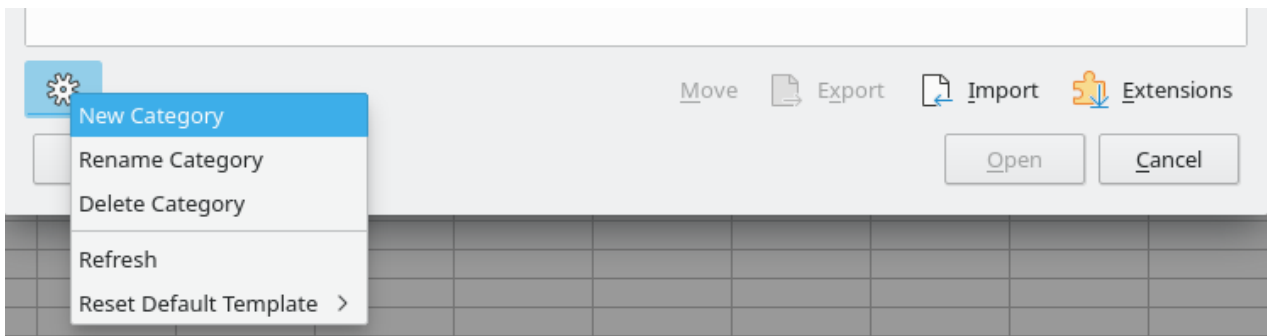 Move Export Import Extensions
New Category
Rename Category
Delete Category
Refresh
Reset Default Template
Open Cancel